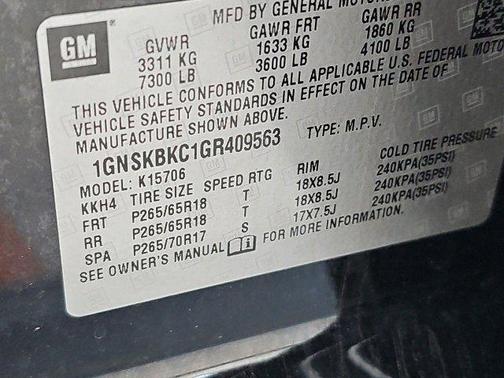 MFD BY GENERAL MOTOR
GM
GVWR GAWR FRT GAWR RR
3311 KG 1633 KG 1860 KG
7300 LB 3600 LB 4100 LB
THIS VEHICLE CONFORMS TO ALL APPLICABLE U.S. FEDERAL MOTOR
VEHICLE SAFETY STANDARDS IN EFFECT ON THE DATE OF
MANUFACTURE SHOWN ABOVE.
1GNSKBKC1GR409563 TYPE: M.P.V.
MODEL: K15706
KKH4 TIRE SIZE SPEED RTG RIM COLD TIRE PRESSURE
FRT P265/65R18 T 18X8.5J 240KPA(35PSI)
RR P265/65R18 T 18X8.5J 240KPA(35PSI)
SPA P265/70R17 S 17X7.5J 240KPA(35PSI)
SEE OWNER'S MANUAL FOR MORE INFORMATION.